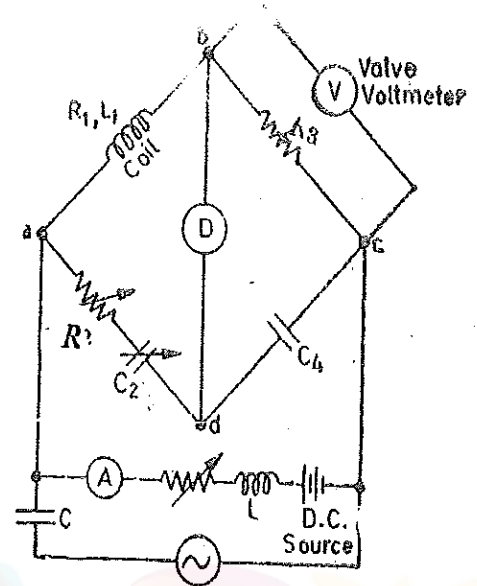 b
V
Valve
Voltmeter
R1, L1
Coil
D
a
C4
C2
d
A
L
D.C.
Source
C